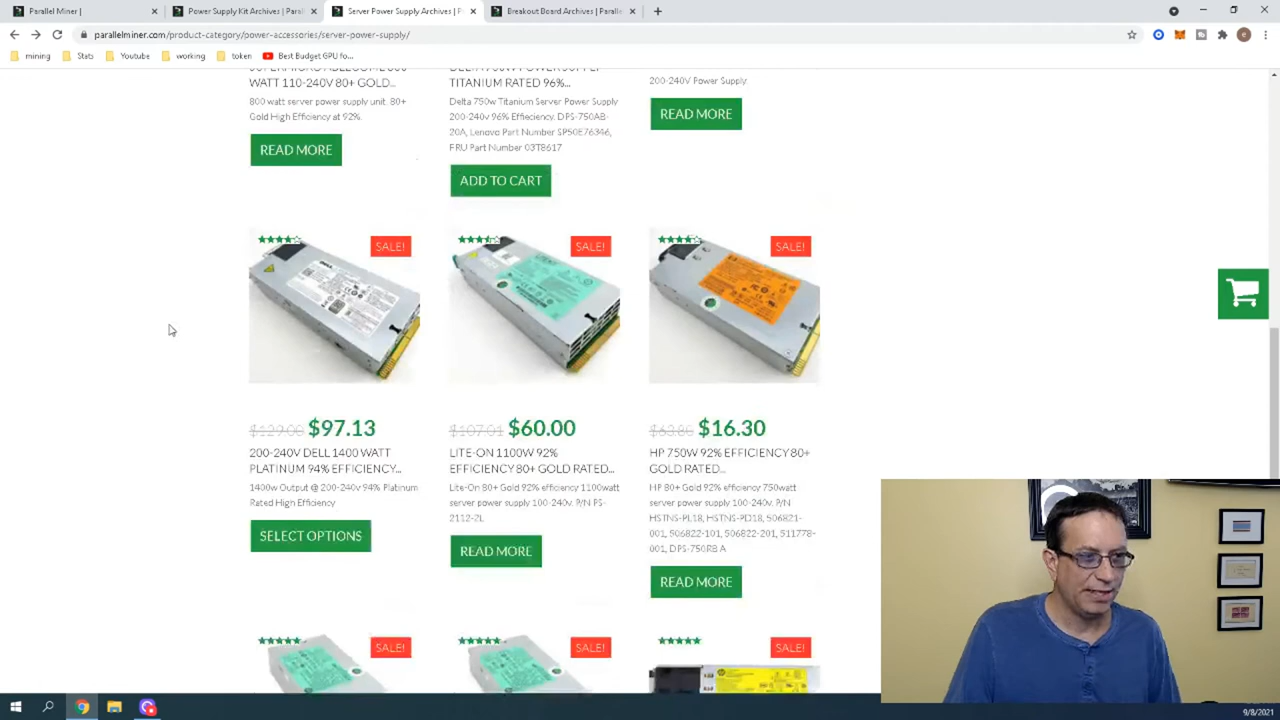 Parallel Miner |
Power Supply Kit Archives | Parall
Server Power Supply Archives | P
Breakout Board Archives | Paralle
parallelminer.com/product-category/power-accessories/server-power-supply/
mining
Stats
Youtube
working
token
Best Budget GPU fo...
WATT 110-240V 80+ GOLD...
800 watt server power supply unit. 80+
Gold High Efficiency at 92%.
READ MORE
TITANIUM RATED 96%...
Delta 750w Titanium Server Power Supply
200-240v 96% Effieciency. DPS-750AB-
20A, Lenovo Part Number SP50E76346,
FRU Part Number 03T8617
ADD TO CART
200-240V Power Supply.
READ MORE
SALE!
SALE!
SALE!
$129.00 $97.13
200-240V DELL 1400 WATT
PLATINUM 94% EFFICIENCY...
1400w Output @ 200-240v 94% Platinum
Rated High Efficiency
SELECT OPTIONS
$107.01 $60.00
LITE-ON 1100W 92%
EFFICIENCY 80+ GOLD RATED...
Lite-On 80+ Gold 92% efficiency 1100watt
server power supply 100-240v. P/N PS-
2112-2L
READ MORE
$63.80 $16.30
HP 750W 92% EFFICIENCY 80+
GOLD RATED...
HP 80+ Gold 92% efficiency 750watt
server power supply 100-240v. P/N
HSTNS-PL18, HSTNS-PD18, 506821-
001, 506822-101, 506822-201, 511778-
001, DPS-750RB A
READ MORE
SALE!
SALE!
SALE!
9/8/2021